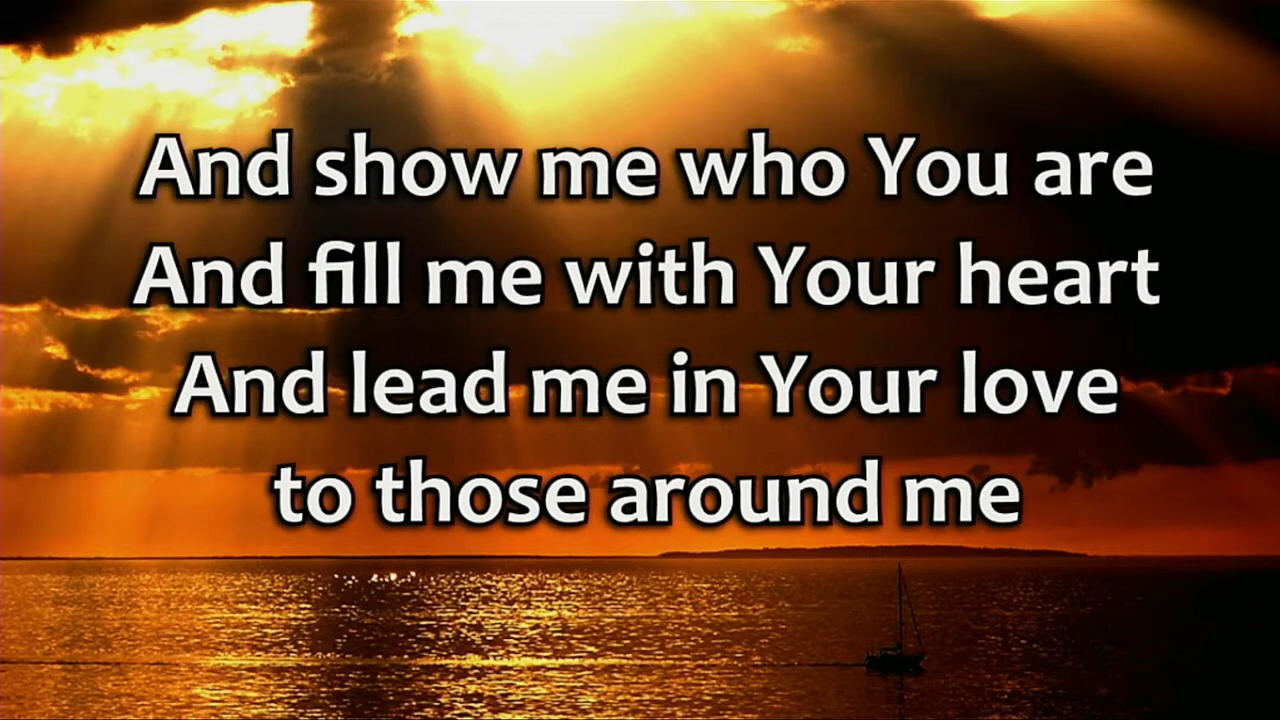 And show me who You are
And fill me with Your heart
And lead me in Your love
to those around me